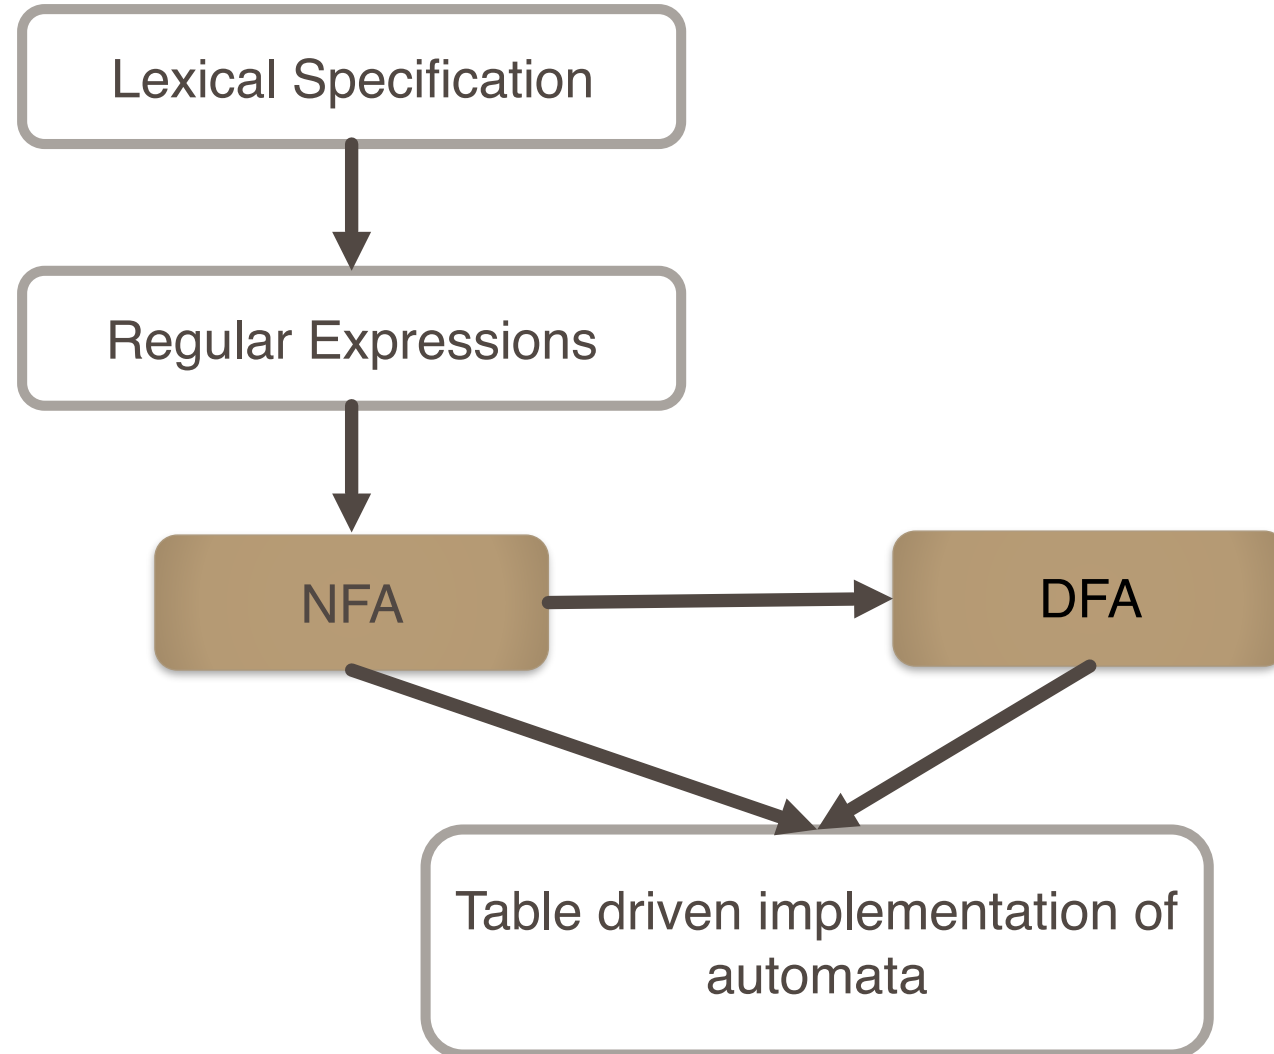 Lexical Specification
Regular Expressions
NFA
DFA
Table driven implementation of
automata